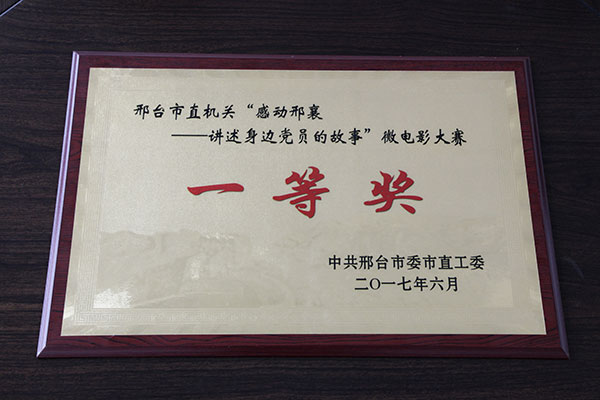 邢台市直机关“感动邢襄
——讲述身边党员的故事”微电影大赛
一等奖
中共邢台市委市直工委
二〇一七年六月